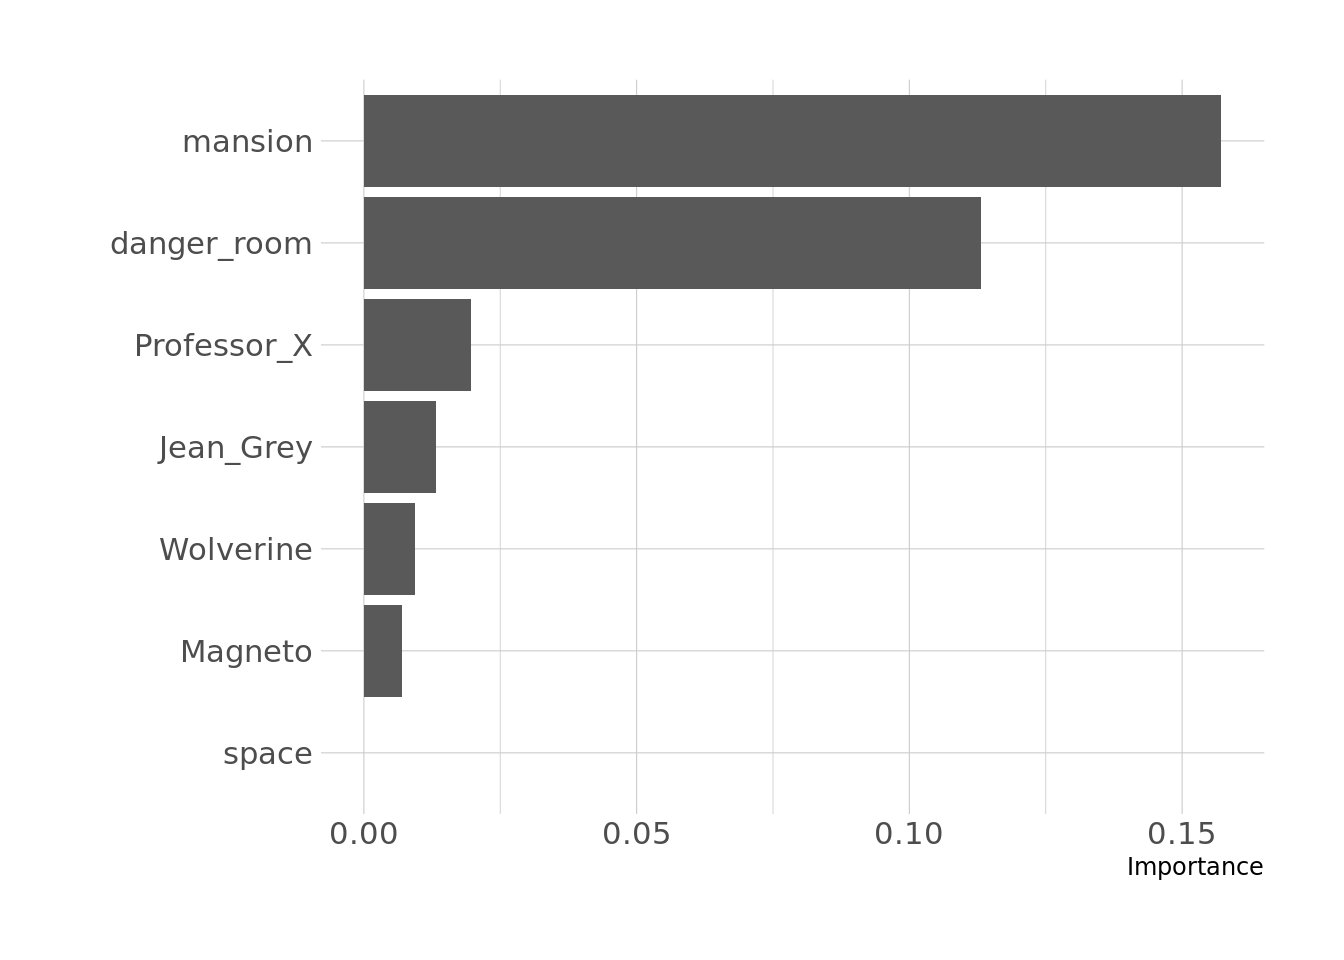 mansion
danger_room
Professor_X
Jean_Grey
Wolverine
Magneto
space
0.00 0.05 0.10 0.15
Importance